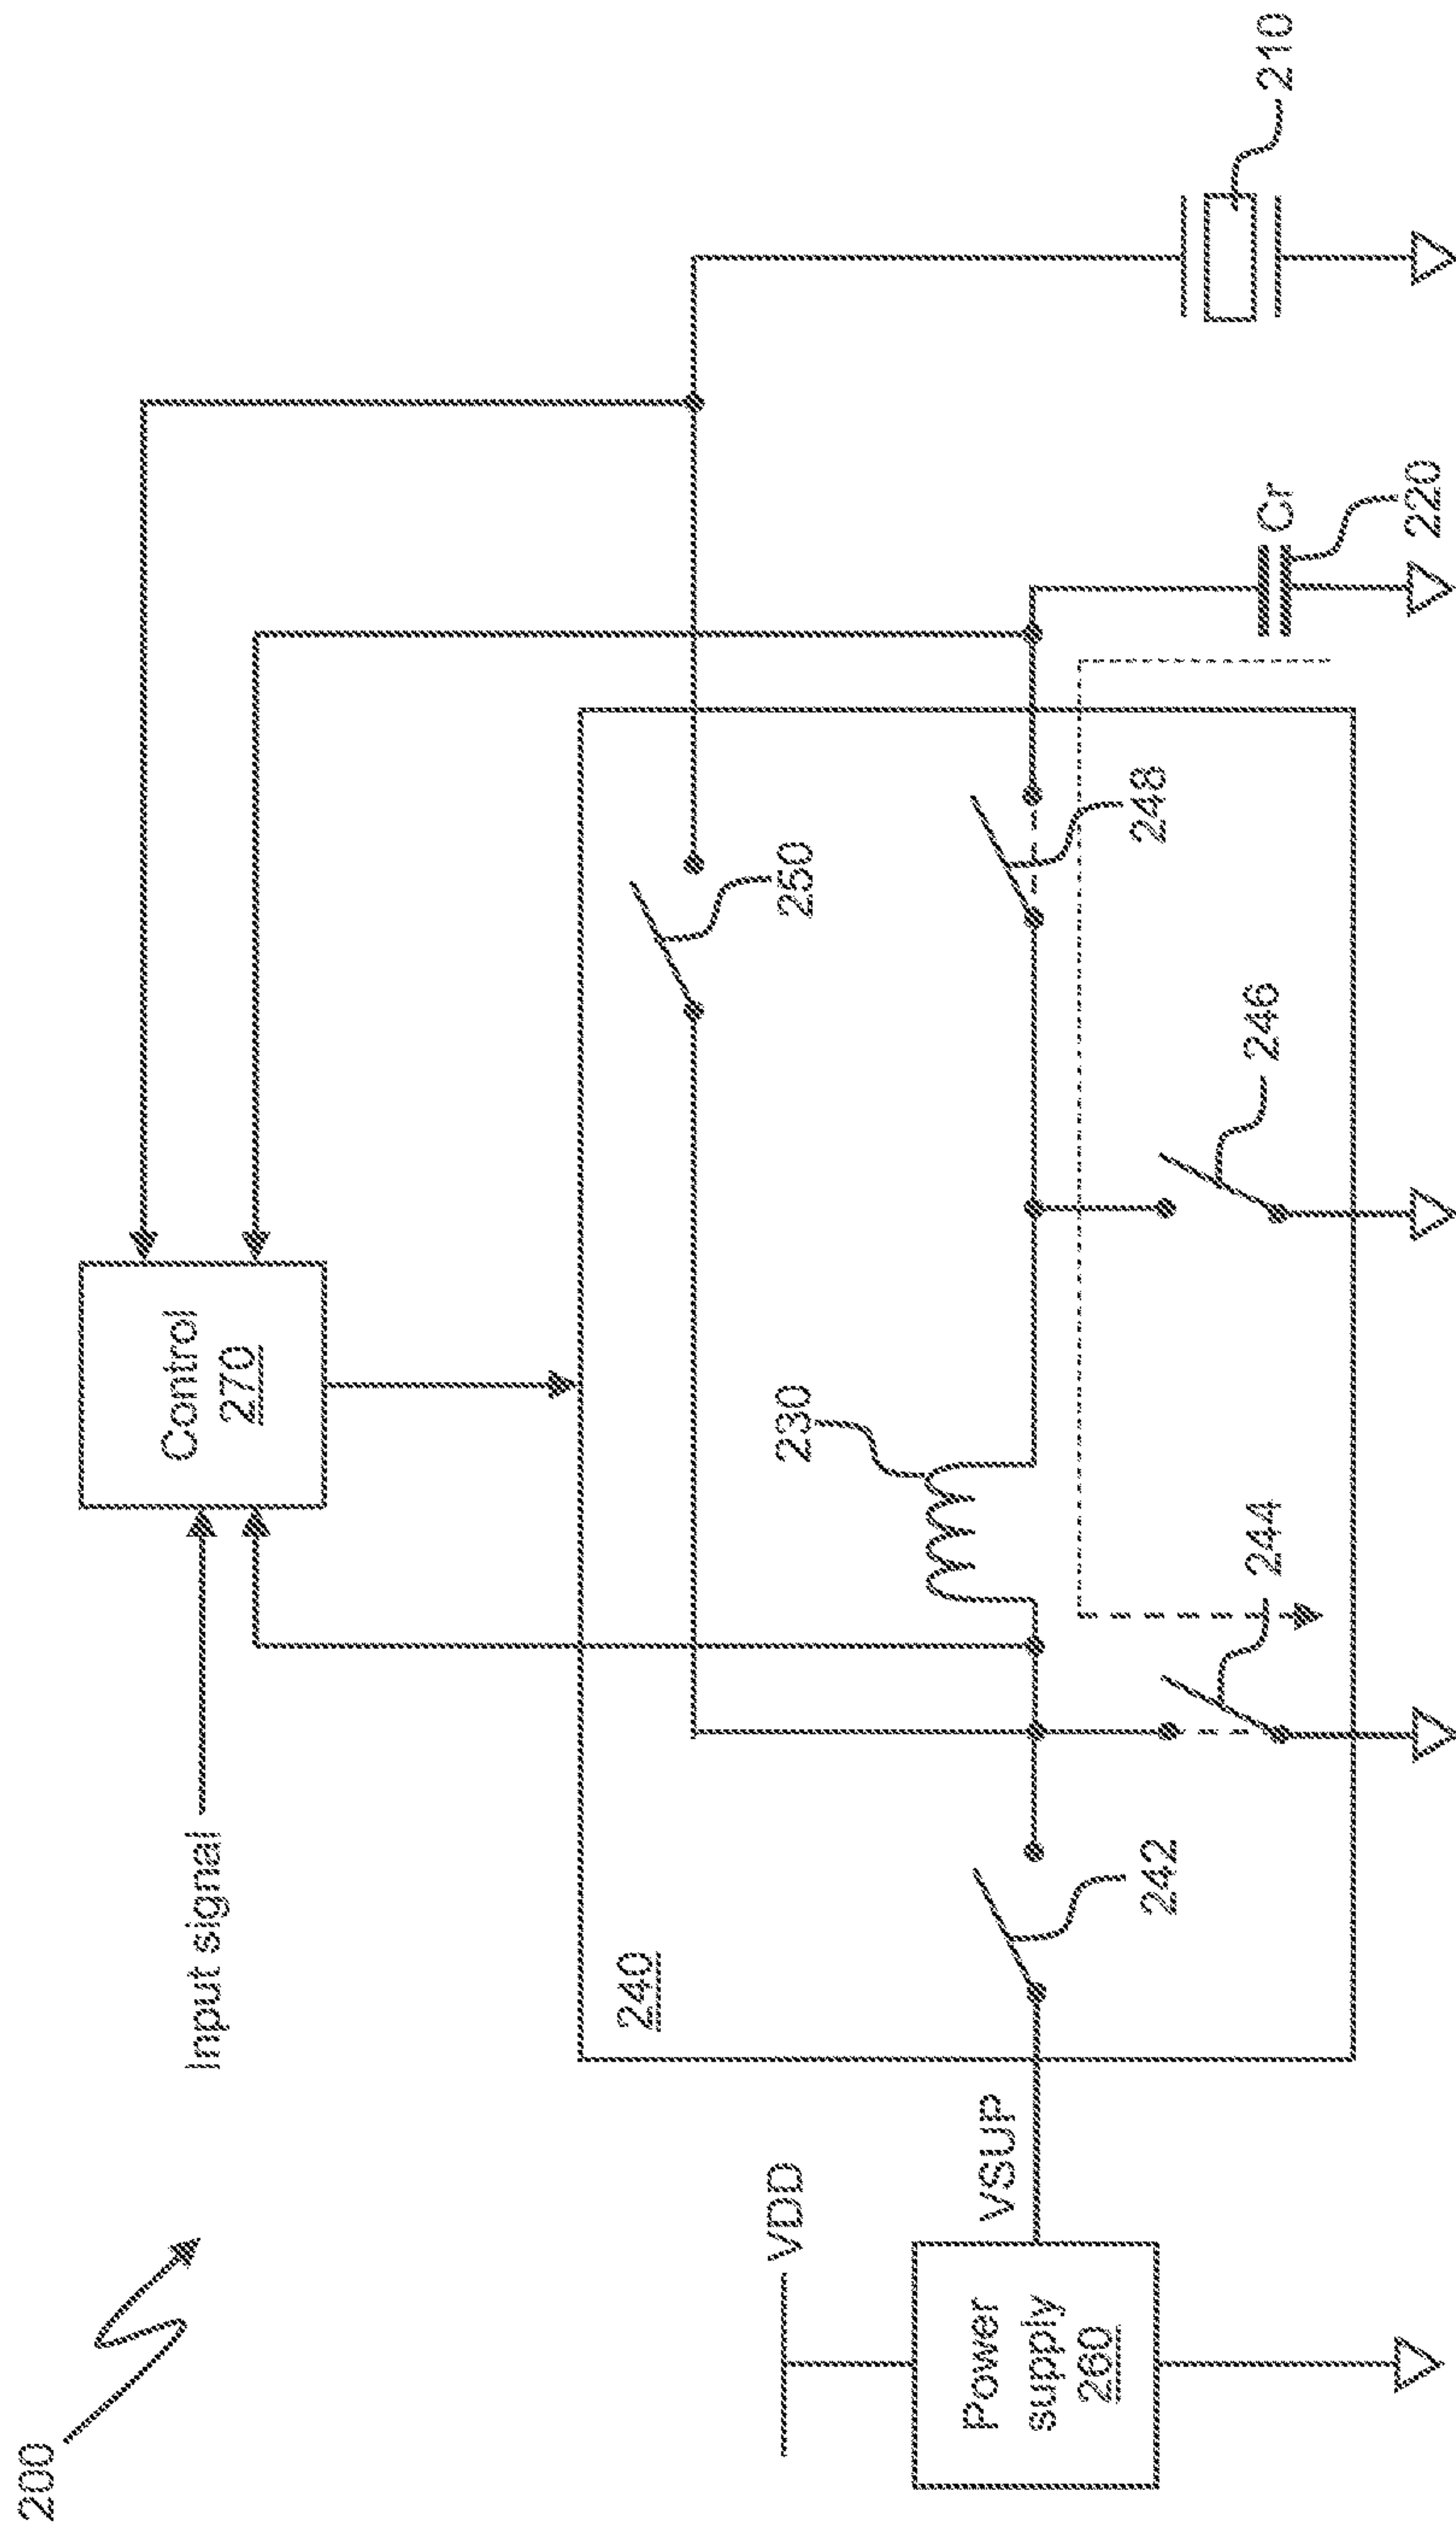 200
Input signal
Control
270
240
VDD
Power
supply
260
VSUP
242
244
230
246
248
250
Cr
220
210